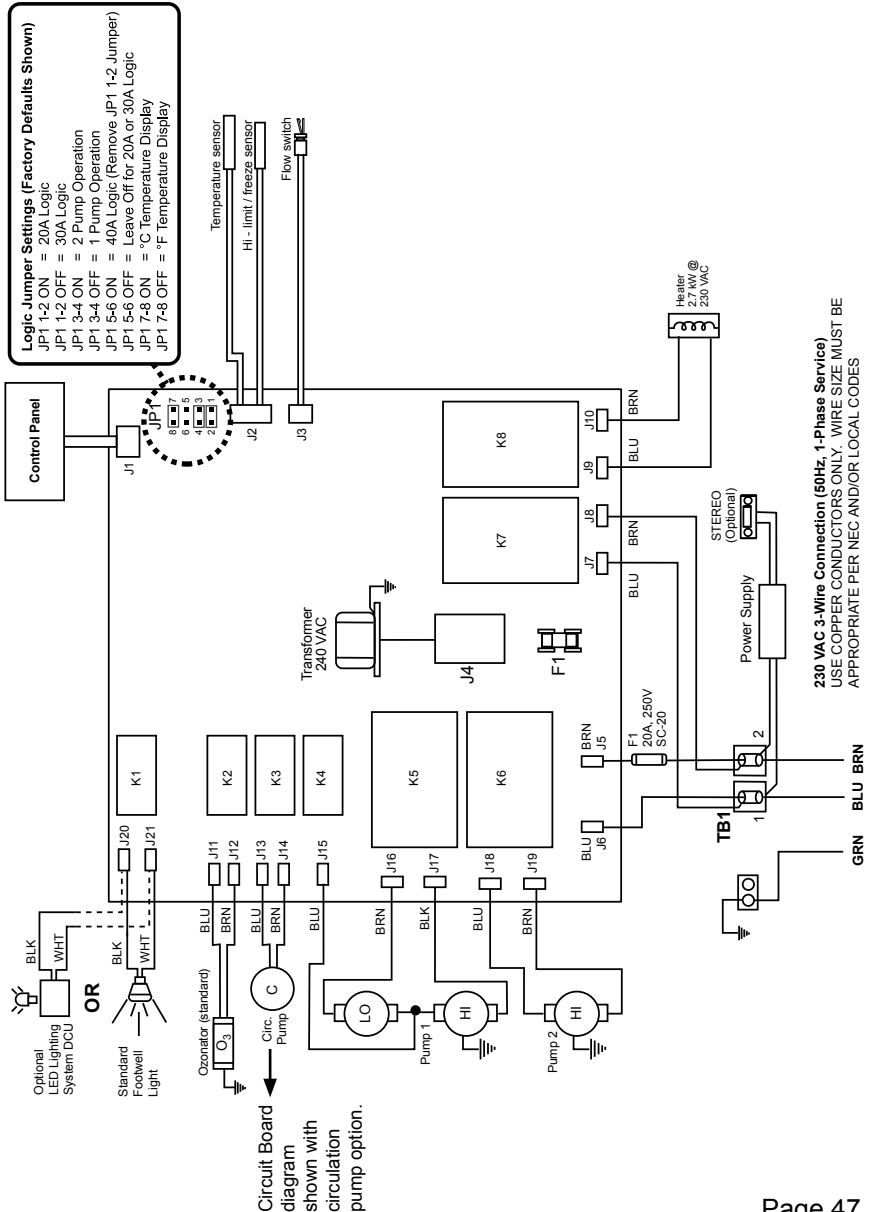 Logic Jumper Settings (Factory Defaults Shown)
JP1 1-2 ON = 20A Logic
JP1 1-2 OFF = 30A Logic
JP1 3-4 ON = 2 Pump Operation
JP1 3-4 OFF = 1 Pump Operation
JP1 5-6 ON = 40A Logic (Remove JP1 1-2 Jumper)
JP1 5-6 OFF = Leave Off for 20A or 30A Logic
JP1 7-8 ON = °C Temperature Display
JP1 7-8 OFF = °F Temperature Display
Control Panel
J1
JP1
8 7
6 5
4 3
2 1
J2
J3
Temperature sensor
Hi - limit / freeze sensor
Flow switch
Optional
LED Lighting
System DCU
BLK
WHT
OR
Standard
Footwell
Light
BLK
WHT
J20
J21
K1
Ozonator (standard)
O3
BLU
BRN
J11
J12
K2
Circ.
Pump
C
BLU
BRN
J13
J14
K3
BLU
J15
K4
Circuit Board
diagram
shown with
circulation
pump option.
LO
Pump 1
HI
BRN
J16
BLK
J17
K5
Pump 2
HI
BLU
J18
BRN
J19
K6
Transformer
240 VAC
J4
F1
K7
K8
J7
J8
J9
J10
BLU
BRN
BLU
BRN
Heater
2.7 kW @
230 VAC
BLU
J6
BRN
J5
F1
20A, 250V
SC-20
TB1
1
2
Power Supply
STEREO
(Optional)
GRN
BLU
BRN
230 VAC 3-Wire Connection (50Hz, 1-Phase Service)
USE COPPER CONDUCTORS ONLY. WIRE SIZE MUST BE
APPROPRIATE PER NEC AND/OR LOCAL CODES
Page 47